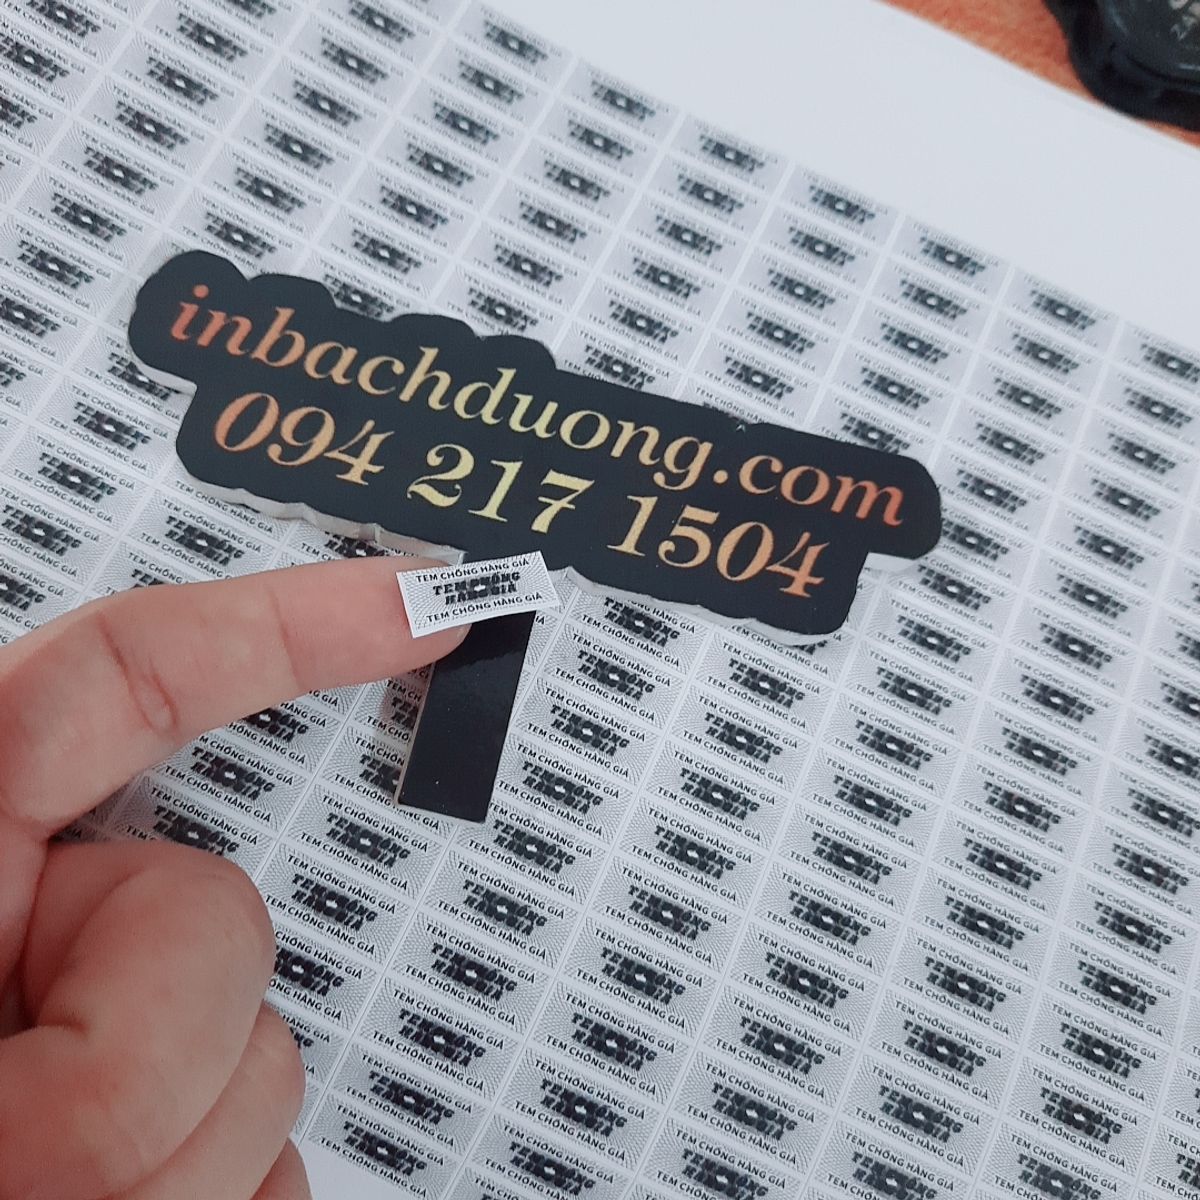 inbachduong.com
094 217 1504
TEM CHỐNG HÀNG GIẢ
TEM CHỐNG
HÀNG GIẢ
TEM CHỐNG HÀNG GIẢ